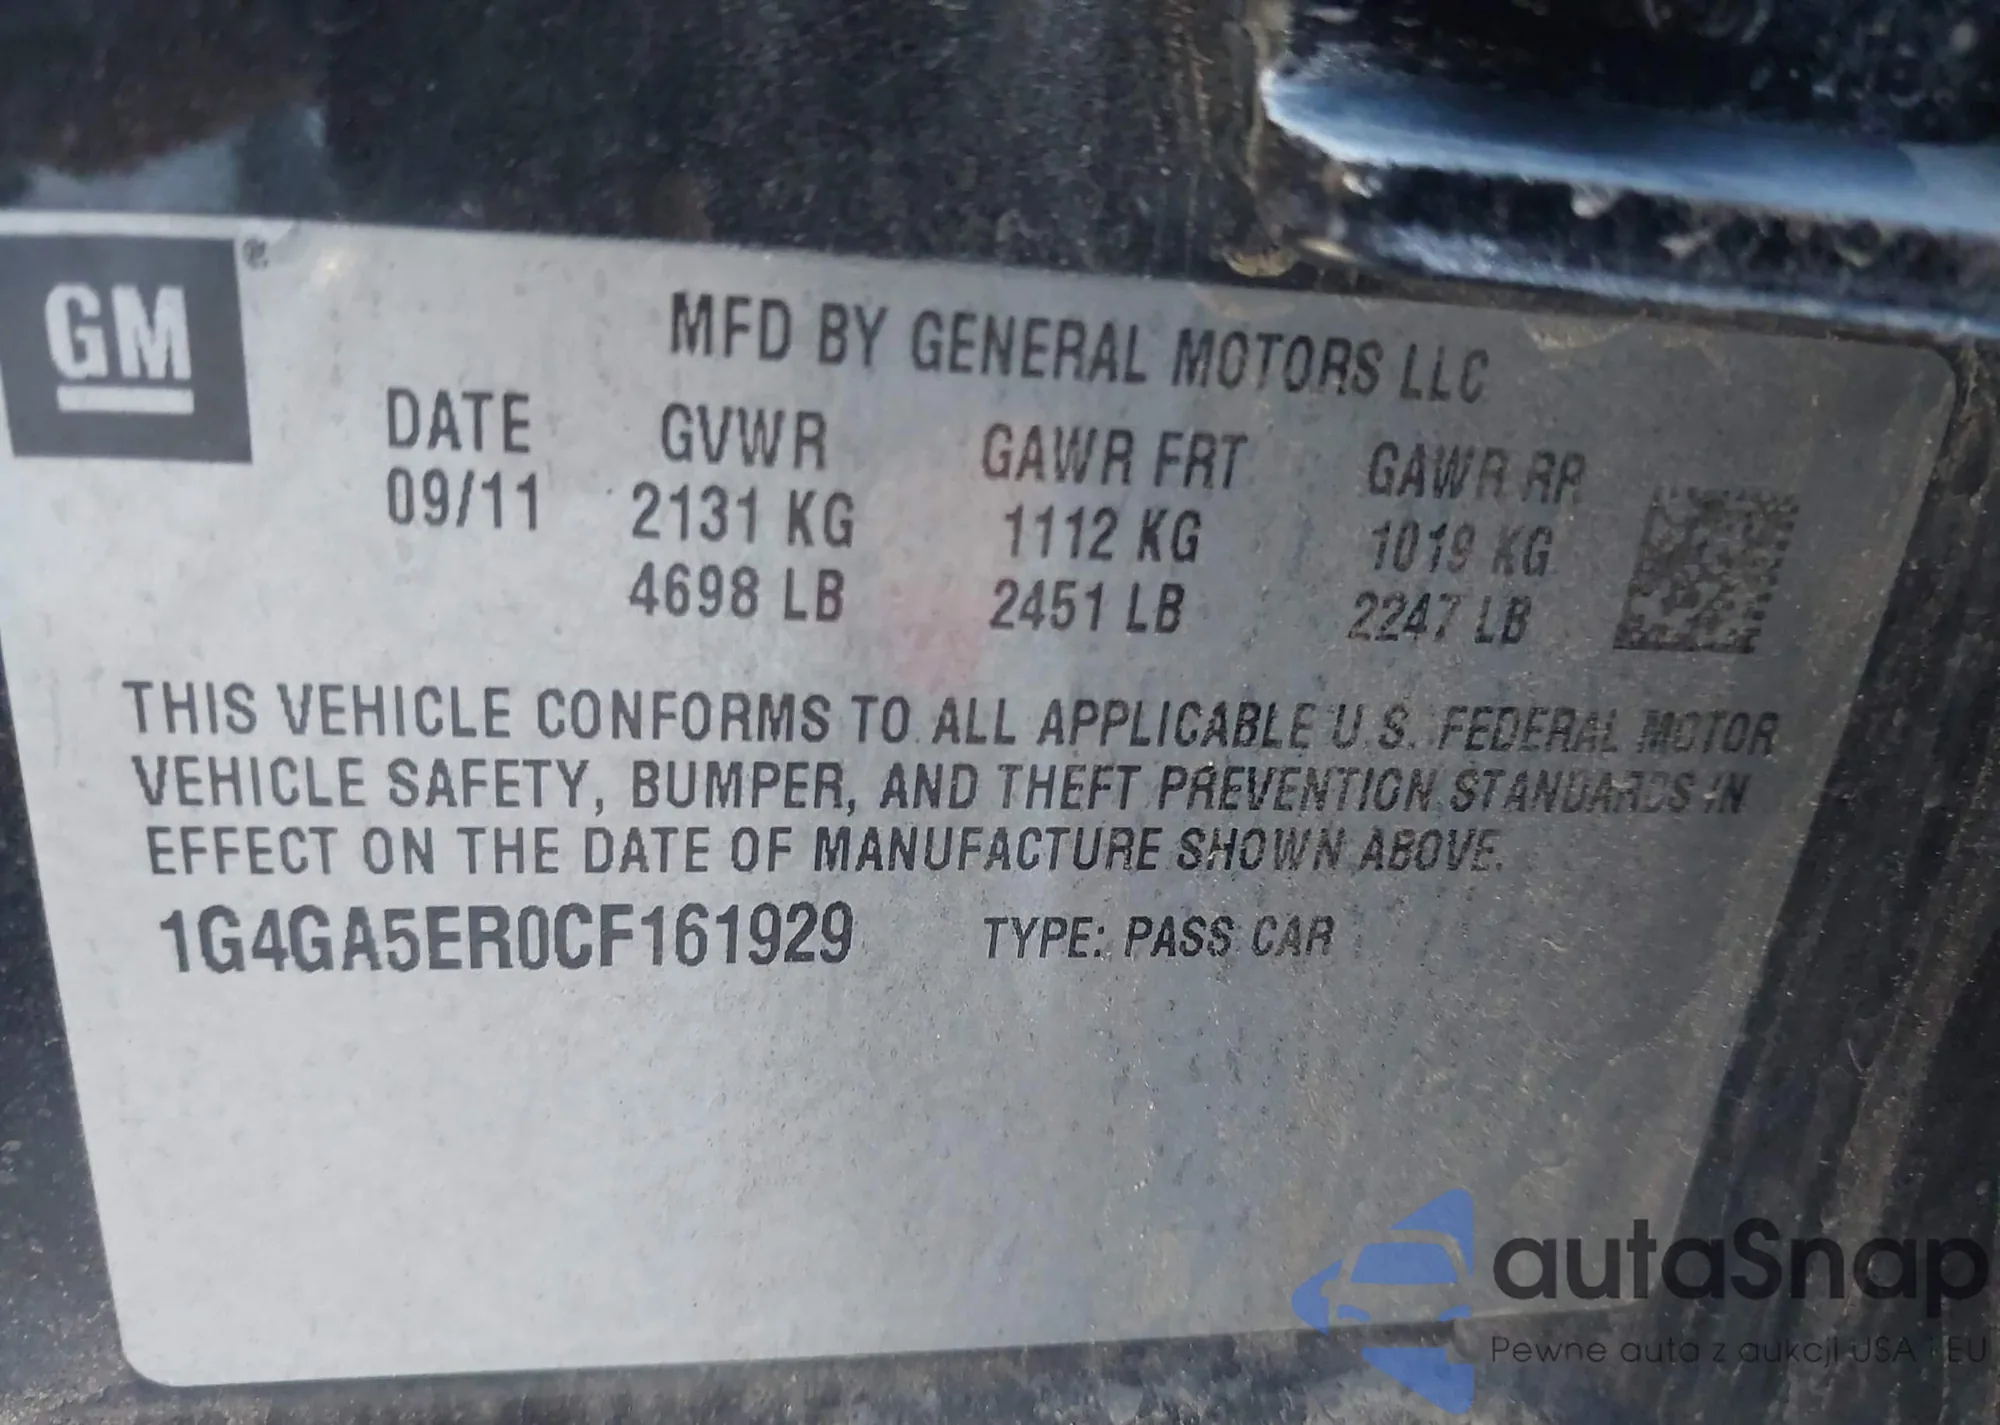 GM®
MFD BY GENERAL MOTORS LLC
DATE GVWR GAWR FRT GAWR RR
09/11 2131 KG 1112 KG 1019 KG
4698 LB 2451 LB 2247 LB
THIS VEHICLE CONFORMS TO ALL APPLICABLE U.S. FEDERAL MOTOR
VEHICLE SAFETY, BUMPER, AND THEFT PREVENTION STANDARDS IN
EFFECT ON THE DATE OF MANUFACTURE SHOWN ABOVE.
1G4GA5ER0CF161929 TYPE: PASS CAR
autaSnap
Pewne auta z aukcji USA i EU